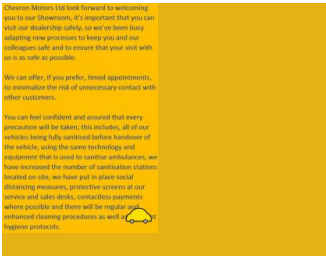 Chevron Motors Ltd look forward to welcoming
you to our Showroom, it's important that you can
visit our dealership safely, so we've been busy
adapting new processes to keep you and our
colleagues safe and to ensure that your visit with
us is as safe as possible.
We can offer, if you prefer, timed appointments,
to minimalize the risk of unnecessary contact with
other customers.
You can feel confident and assured that every
precaution will be taken; this includes, all of our
vehicles being fully sanitised before handover of
the vehicle, using the same technology and
equipment that is used to sanitise ambulances, we
have increased the number of sanitisation stations
located on site, we have put in place social
distancing measures, protective screens at our
service and sales desks, contactless payments
where possible and there will be regular and
enhanced cleaning procedures as well as
hygiene protocols.